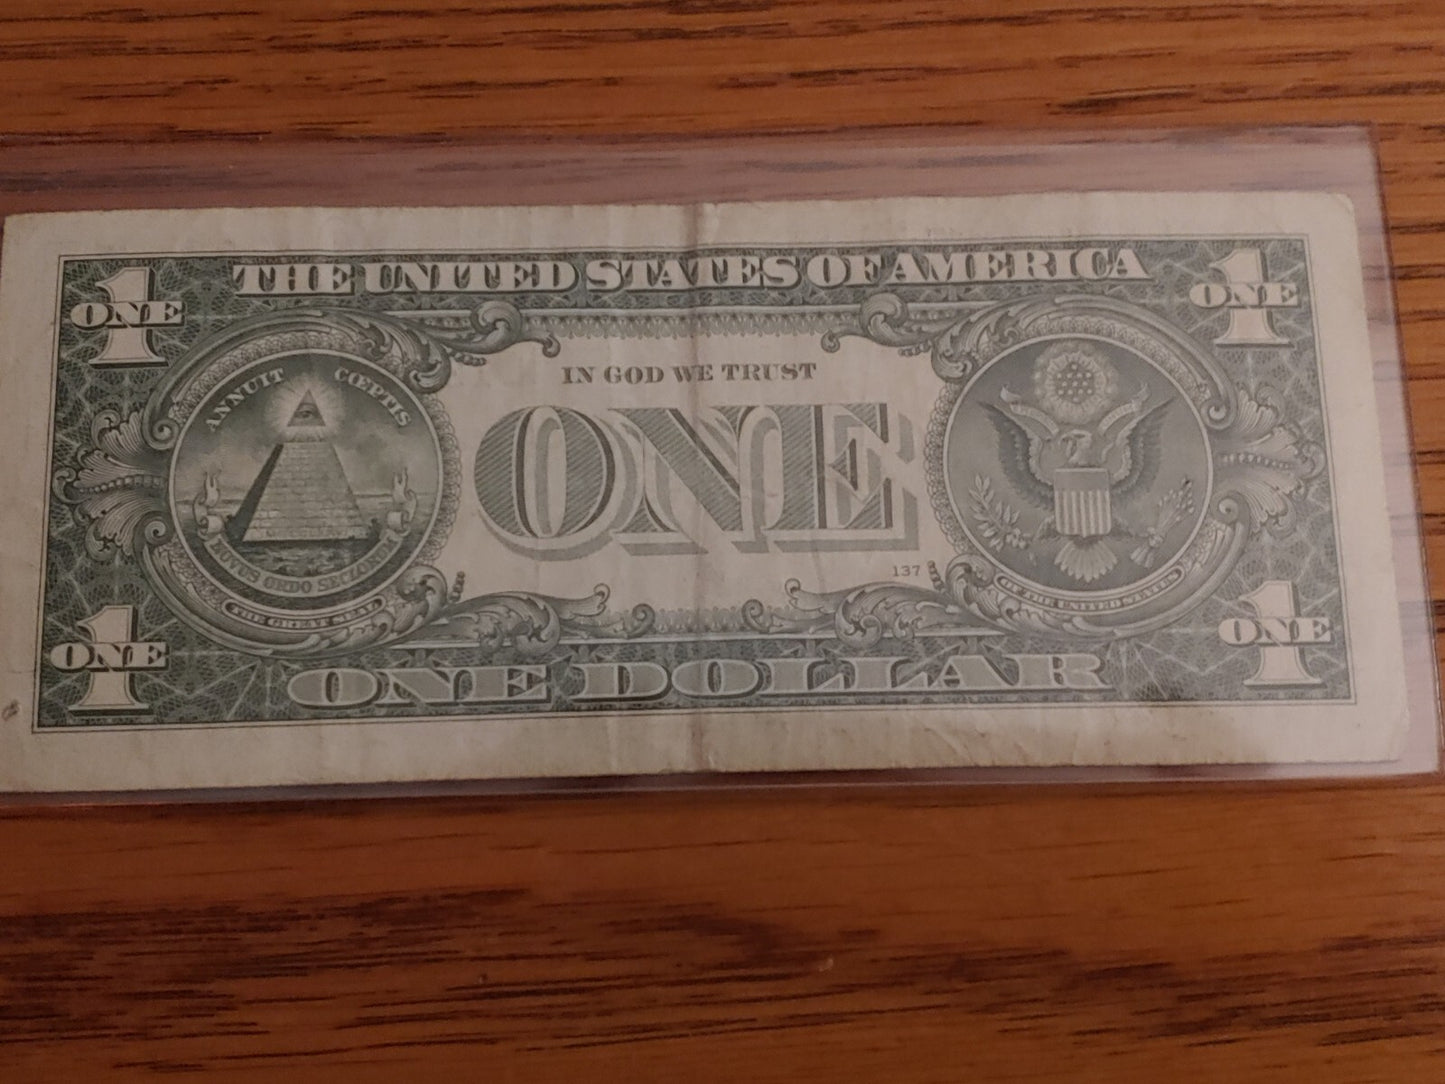 THE UNITED STATES OF AMERICA
1
ONE
1
ONE
ANNUIT CŒPTIS
NOVUS ORDO SECLORUM
THE GREAT SEAL
IN GOD WE TRUST
ONE
137
OF THE UNITED STATES
1
ONE
ONE DOLLAR
1
ONE